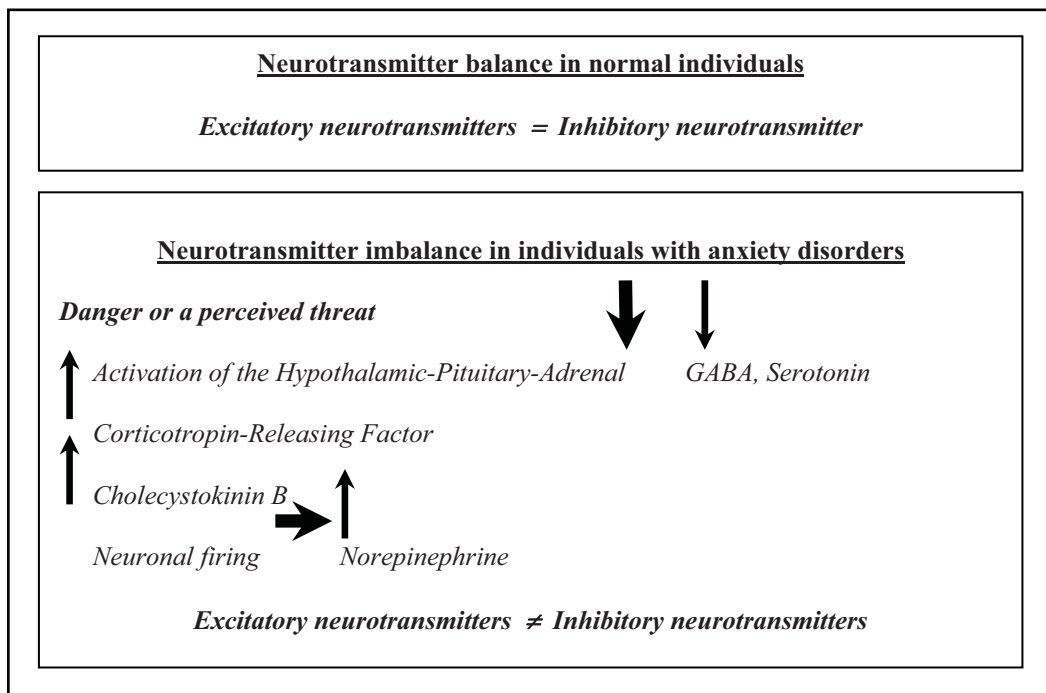 Neurotransmitter balance in normal individuals
Excitatory neurotransmitters = Inhibitory neurotransmitter
Neurotransmitter imbalance in individuals with anxiety disorders
Danger or a perceived threat
Activation of the Hypothalamic-Pituitary-Adrenal GABA, Serotonin
Corticotropin-Releasing Factor
Cholecystokinin B
Neuronal firing Norepinephrine
Excitatory neurotransmitters ≠ Inhibitory neurotransmitters